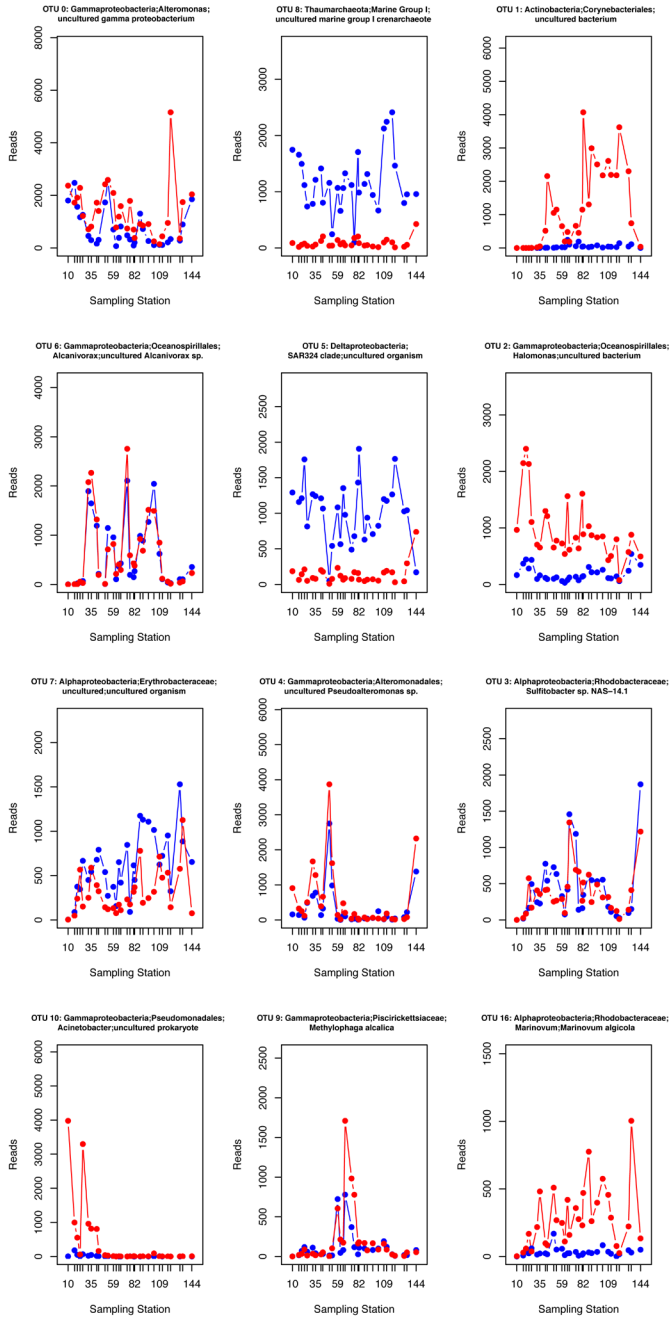 OTU 0: Gammaproteobacteria;Alteromonas;
uncultured gamma proteobacterium
Reads
0 2000 4000 6000 8000
10 35 59 82 109 144
Sampling Station
OTU 8: Thaumarchaeota;Marine Group I;
uncultured marine group I crenarchaeote
Reads
0 1000 2000 3000
10 35 59 82 109 144
Sampling Station
OTU 1: Actinobacteria;Corynebacteriales;
uncultured bacterium
Reads
0 1000 2000 3000 4000 5000 6000
10 35 59 82 109 144
Sampling Station
OTU 6: Gammaproteobacteria;Oceanospirillales;
Alcanivorax;uncultured Alcanivorax sp.
Reads
0 1000 2000 3000 4000
10 35 59 82 109 144
Sampling Station
OTU 5: Deltaproteobacteria;
SAR324 clade;uncultured organism
Reads
0 500 1000 1500 2000 2500
10 35 59 82 109 144
Sampling Station
OTU 2: Gammaproteobacteria;Oceanospirillales;
Halomonas;uncultured bacterium
Reads
0 1000 2000 3000
10 35 59 82 109 144
Sampling Station
OTU 7: Alphaproteobacteria;Erythrobacteraceae;
uncultured;uncultured organism
Reads
0 500 1000 1500 2000
10 35 59 82 109 144
Sampling Station
OTU 4: Gammaproteobacteria;Alteromonadales;
uncultured Pseudoalteromonas sp.
Reads
0 1000 2000 3000 4000 5000 6000
10 35 59 82 109 144
Sampling Station
OTU 3: Alphaproteobacteria;Rhodobacteraceae;
Sulfitobacter sp. NAS−14.1
Reads
0 500 1000 1500 2000 2500
10 35 59 82 109 144
Sampling Station
OTU 10: Gammaproteobacteria;Pseudomonadales;
Acinetobacter;uncultured prokaryote
Reads
0 1000 2000 3000 4000 5000 6000
10 35 59 82 109 144
Sampling Station
OTU 9: Gammaproteobacteria;Piscirickettsiaceae;
Methylophaga alcalica
Reads
0 500 1000 1500 2000 2500
10 35 59 82 109 144
Sampling Station
OTU 16: Alphaproteobacteria;Rhodobacteraceae;
Marinovum;Marinovum algicola
Reads
0 500 1000 1500
10 35 59 82 109 144
Sampling Station